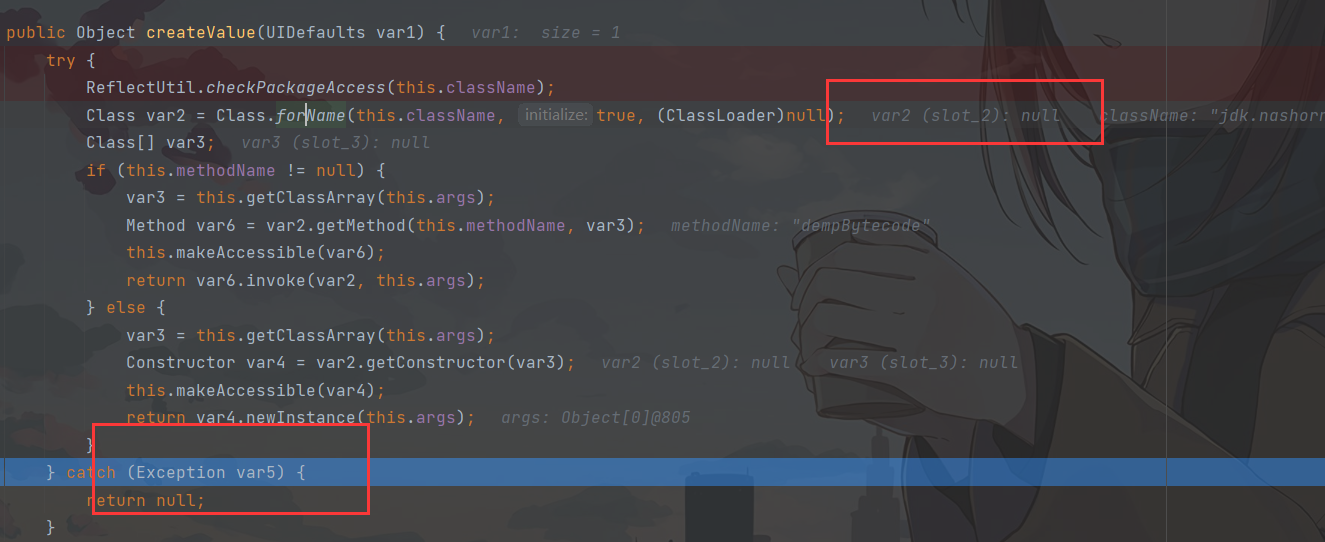 public Object createValue(UIDefaults var1) { var1: size = 1
try {
ReflectUtil.checkPackageAccess(this.className);
Class var2 = Class.forName(this.className, initialize: true, (ClassLoader)null); var2 (slot_2): null className: "jdk.nashorn
Class[] var3; var3 (slot_3): null
if (this.methodName != null) {
var3 = this.getClassArray(this.args);
Method var6 = var2.getMethod(this.methodName, var3); methodName: "dempBytecode"
this.makeAccessible(var6);
return var6.invoke(var2, this.args);
} else {
var3 = this.getClassArray(this.args);
Constructor var4 = var2.getConstructor(var3); var2 (slot_2): null var3 (slot_3): null
this.makeAccessible(var4);
return var4.newInstance(this.args); args: Object[0]@805
}
} catch (Exception var5) {
return null;
}